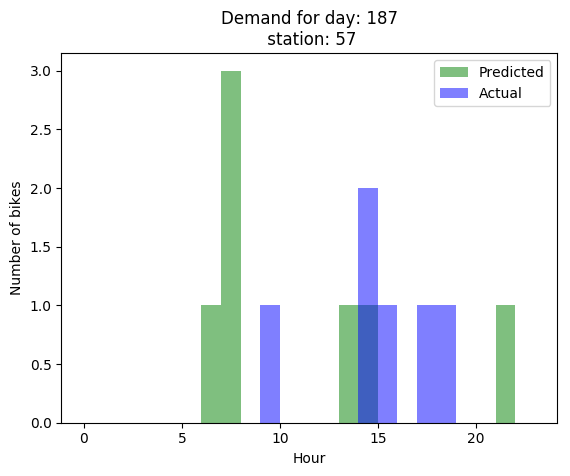 Demand for day: 187
station: 57
Predicted
Actual
Number of bikes
3.0
2.5
2.0
1.5
1.0
0.5
0.0
0
5
10
15
20
Hour